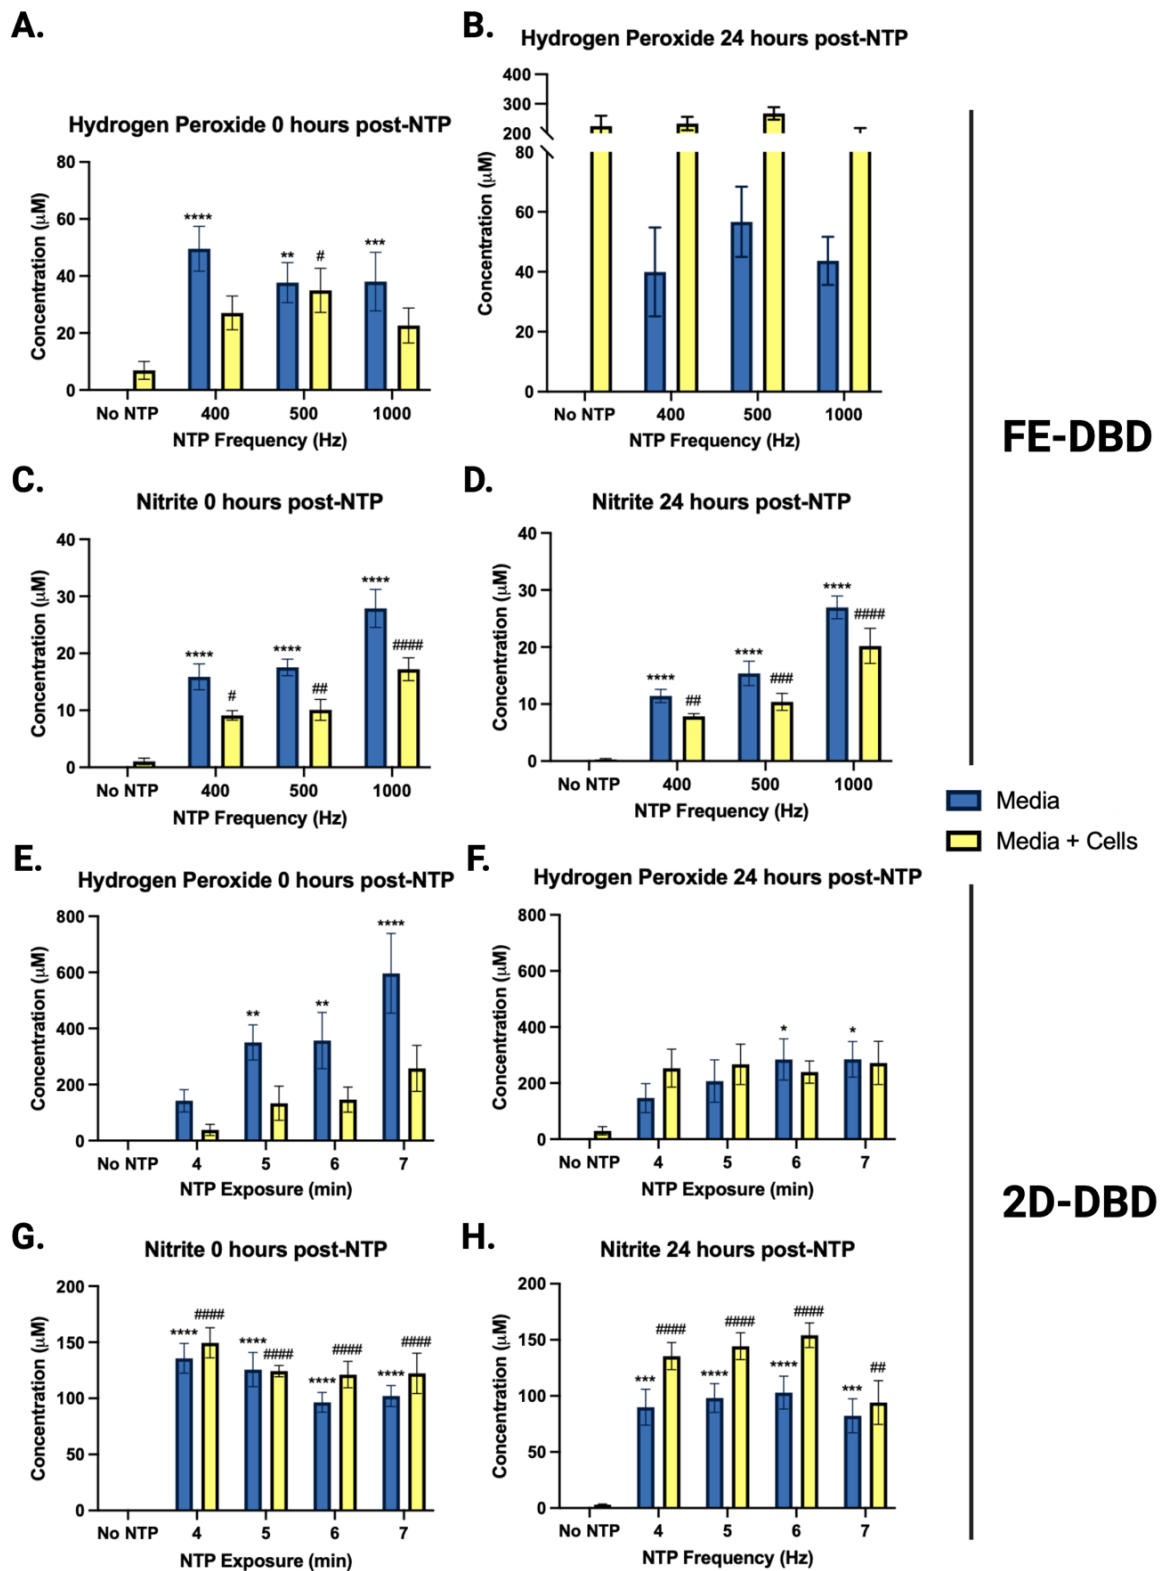 A.
Hydrogen Peroxide 0 hours post-NTP
Concentration (µM)
80
60
40
20
0
****
**
#
***
No NTP 400 500 1000
NTP Frequency (Hz)
B.
Hydrogen Peroxide 24 hours post-NTP
Concentration (µM)
400
300
200
80
60
40
20
0
No NTP 400 500 1000
NTP Frequency (Hz)
FE-DBD
C.
Nitrite 0 hours post-NTP
Concentration (µM)
40
30
20
10
0
****
#
****
##
****
####
No NTP 400 500 1000
NTP Frequency (Hz)
D.
Nitrite 24 hours post-NTP
Concentration (µM)
40
30
20
10
0
****
##
****
###
****
####
No NTP 400 500 1000
NTP Frequency (Hz)
Media
Media + Cells
E.
Hydrogen Peroxide 0 hours post-NTP
Concentration (µM)
800
600
400
200
0
**
**
****
No NTP 4 5 6 7
NTP Exposure (min)
F.
Hydrogen Peroxide 24 hours post-NTP
Concentration (µM)
800
600
400
200
0
*
*
No NTP 4 5 6 7
NTP Exposure (min)
2D-DBD
G.
Nitrite 0 hours post-NTP
Concentration (µM)
200
150
100
50
0
****
####
****
####
****
####
****
####
No NTP 4 5 6 7
NTP Exposure (min)
H.
Nitrite 24 hours post-NTP
Concentration (µM)
200
150
100
50
0
***
####
****
####
****
####
***
##
No NTP 4 5 6 7
NTP Frequency (Hz)